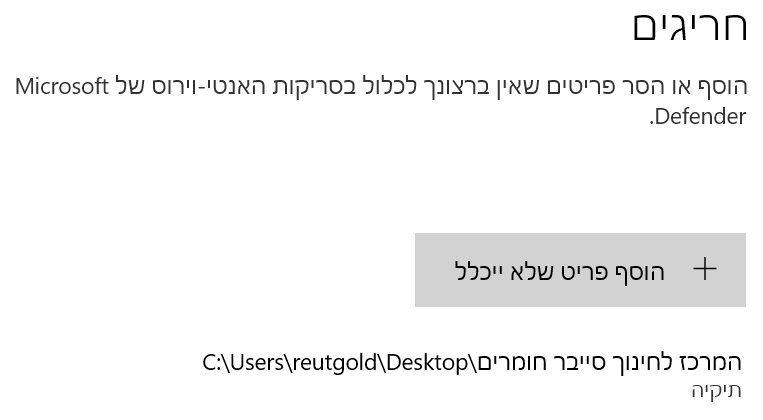 חריגים
הוסף או הסר פריטים שאין ברצונך לכלול בסריקות האנטי-וירוס של Microsoft
Defender.
הוסף פריט שלא ייכלל
C:\Users\reutgold\Desktop\המרכז לחינוך סייבר חומרים
תיקיה